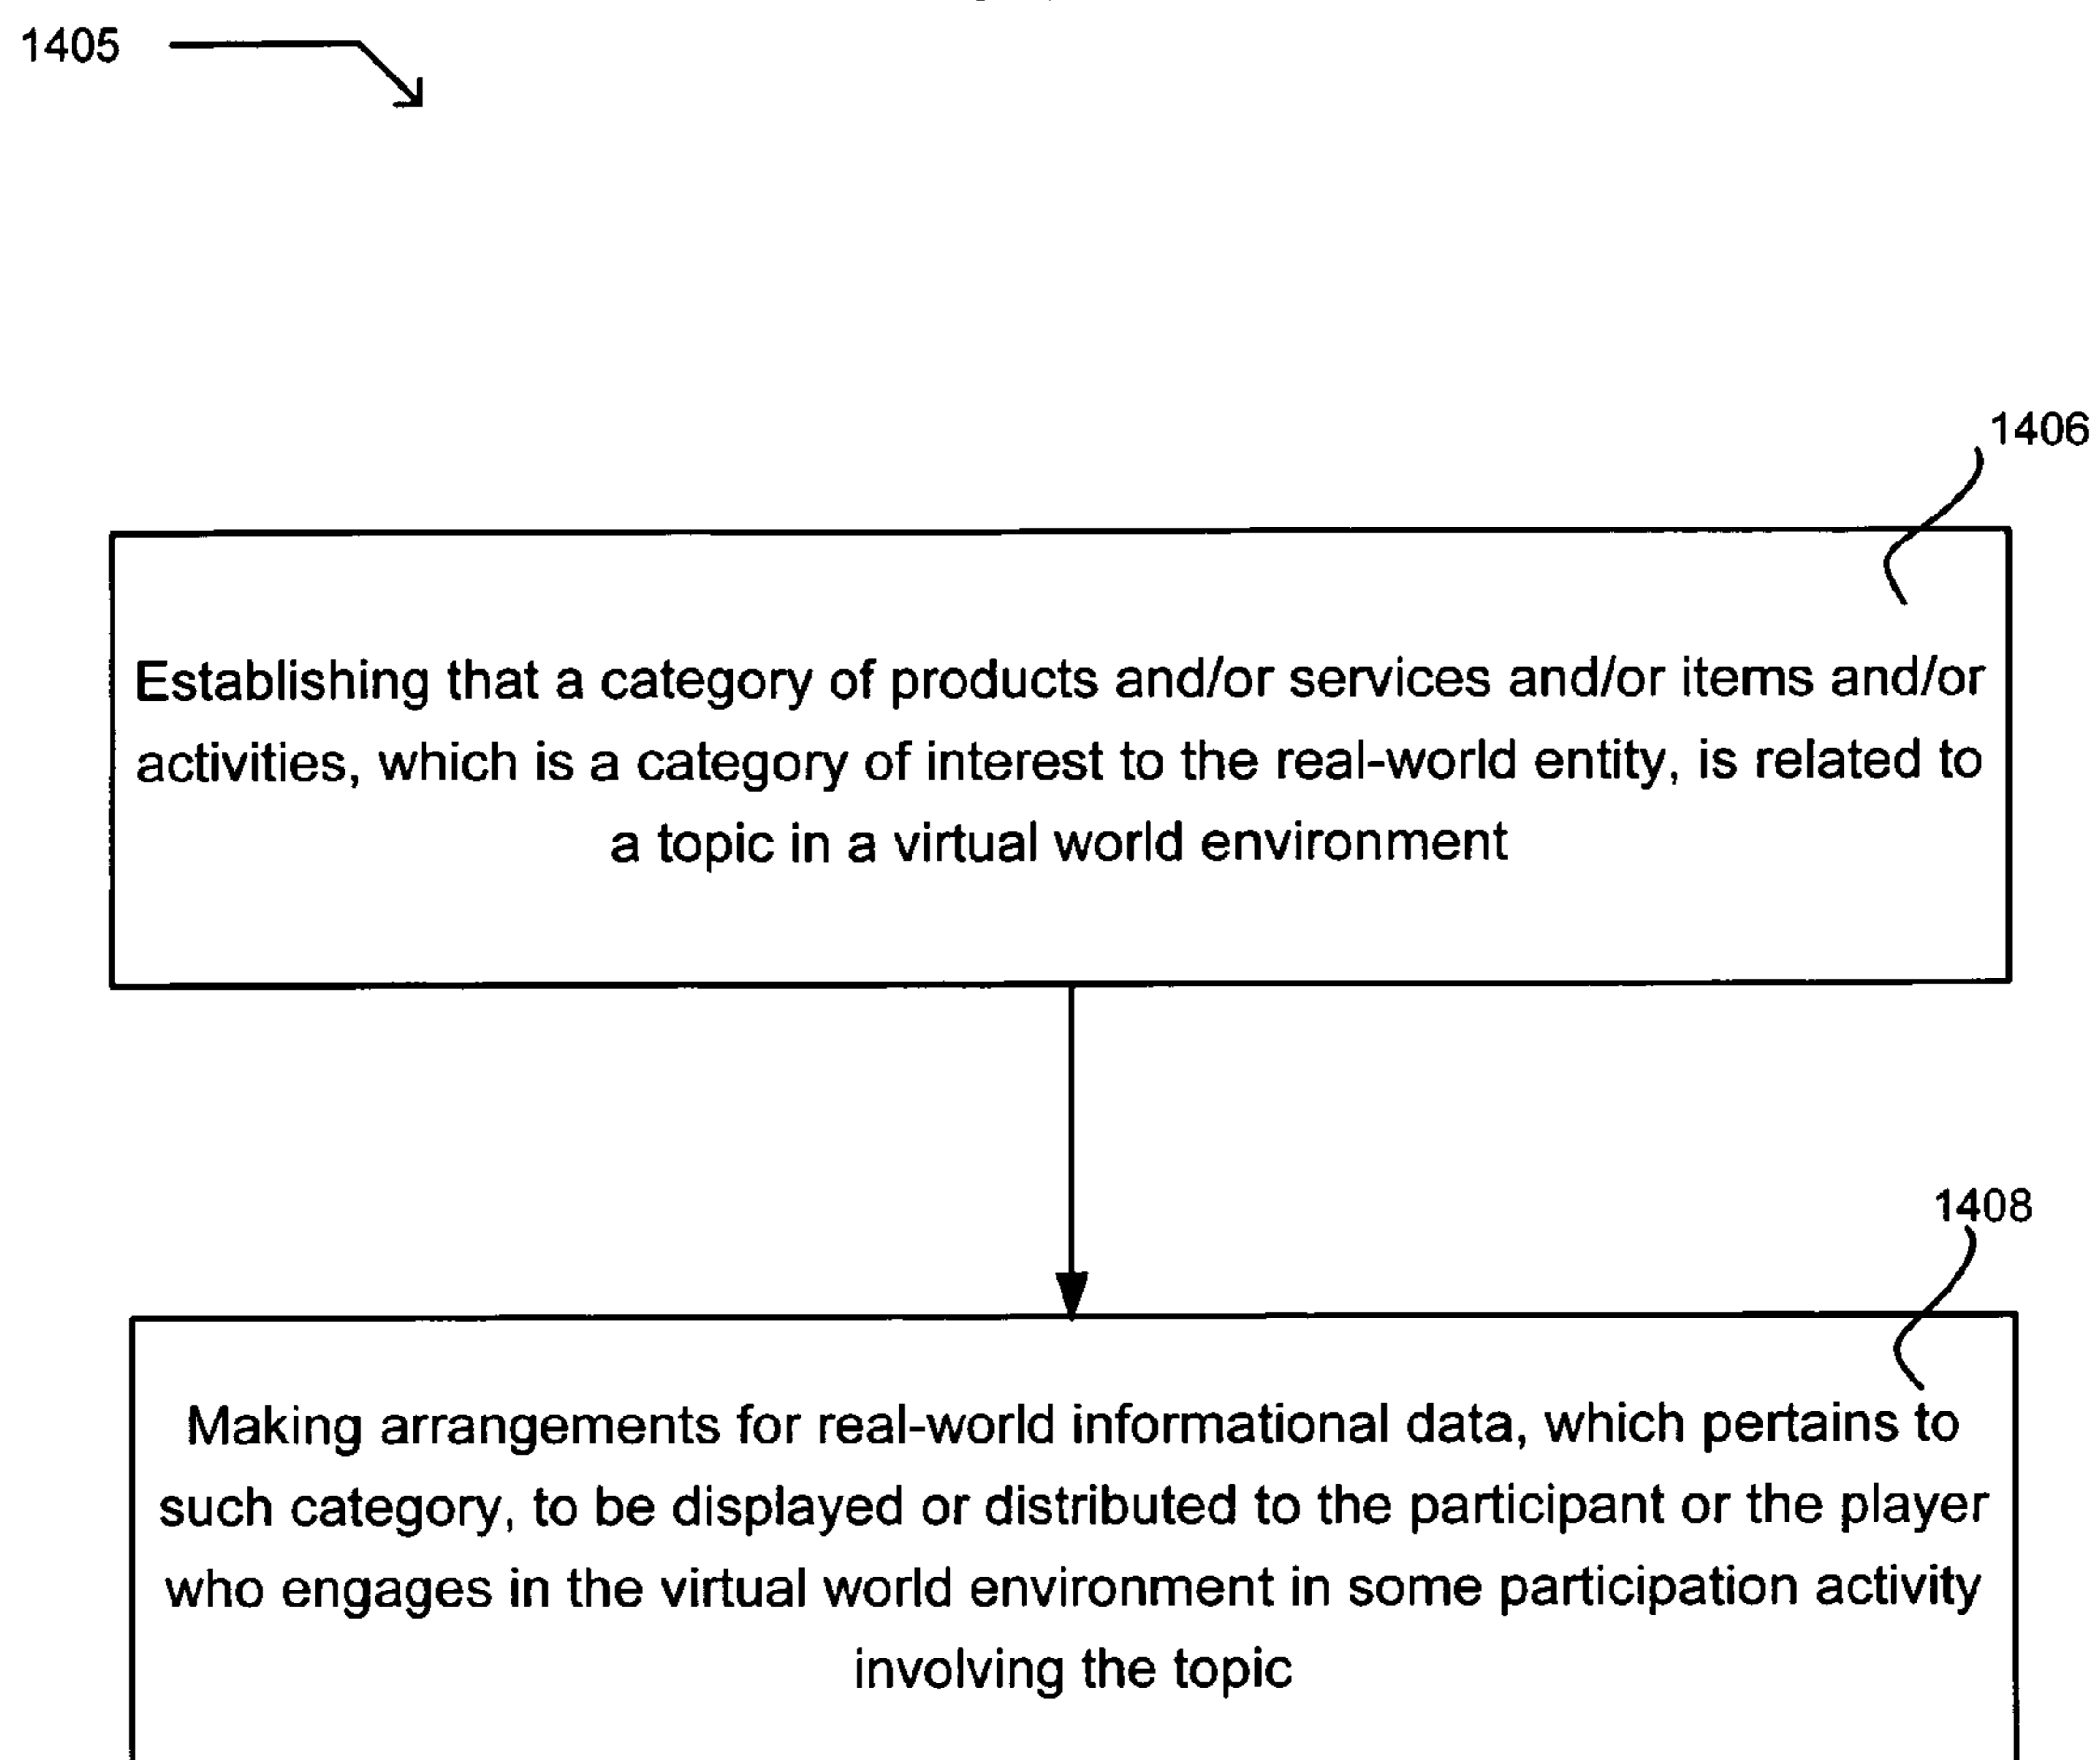 1405
1406
Establishing that a category of products and/or services and/or items and/or
activities, which is a category of interest to the real-world entity, is related to
a topic in a virtual world environment
1408
Making arrangements for real-world informational data, which pertains to
such category, to be displayed or distributed to the participant or the player
who engages in the virtual world environment in some participation activity
involving the topic